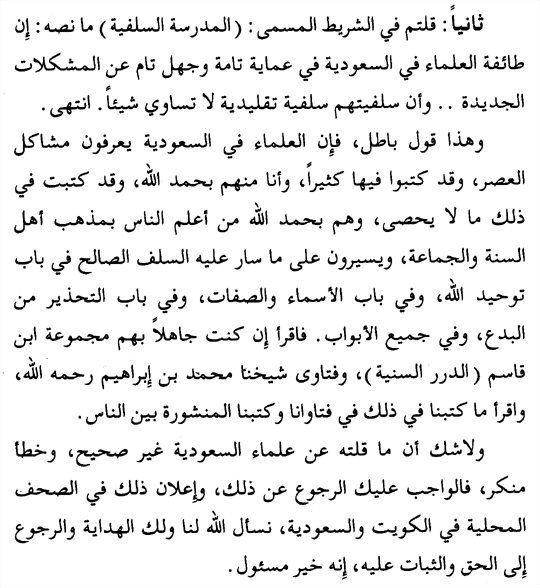 ثانياً: قلتم في الشريط المسمى: (المدرسة السلفية) ما نصه: إن
طائفة العلماء في السعودية في عماية تامة وجهل تام عن المشكلات
الجديدة .. وأن سلفيتهم سلفية تقليدية لا تساوي شيئاً. انتهى.
وهذا قول باطل، فإن العلماء في السعودية يعرفون مشاكل
العصر، وقد كتبوا فيها كثيراً، وأنا منهم بحمد الله، وقد كتبت في
ذلك ما لا يحصى، وهم بحمد الله من أعلم الناس بمذهب أهل
السنة والجماعة، ويسيرون على ما سار عليه السلف الصالح في باب
توحيد الله، وفي باب الأسماء والصفات، وفي باب التحذير من
البدع، وفي جميع الأبواب. فاقرأ إن كنت جاهلاً بهم مجموعة ابن
قاسم (الدرر السنية)، وفتاوى شيخنا محمد بن إبراهيم رحمه الله،
واقرأ ما كتبنا في ذلك في فتاوانا وكتبنا المنشورة بين الناس.
ولاشك أن ما قلته عن علماء السعودية غير صحيح، وخطأ
منكر، فالواجب عليك الرجوع عن ذلك، وإعلان ذلك في الصحف
المحلية في الكويت والسعودية، نسأل الله لنا ولك الهداية والرجوع
إلى الحق والثبات عليه، إنه خير مسئول.